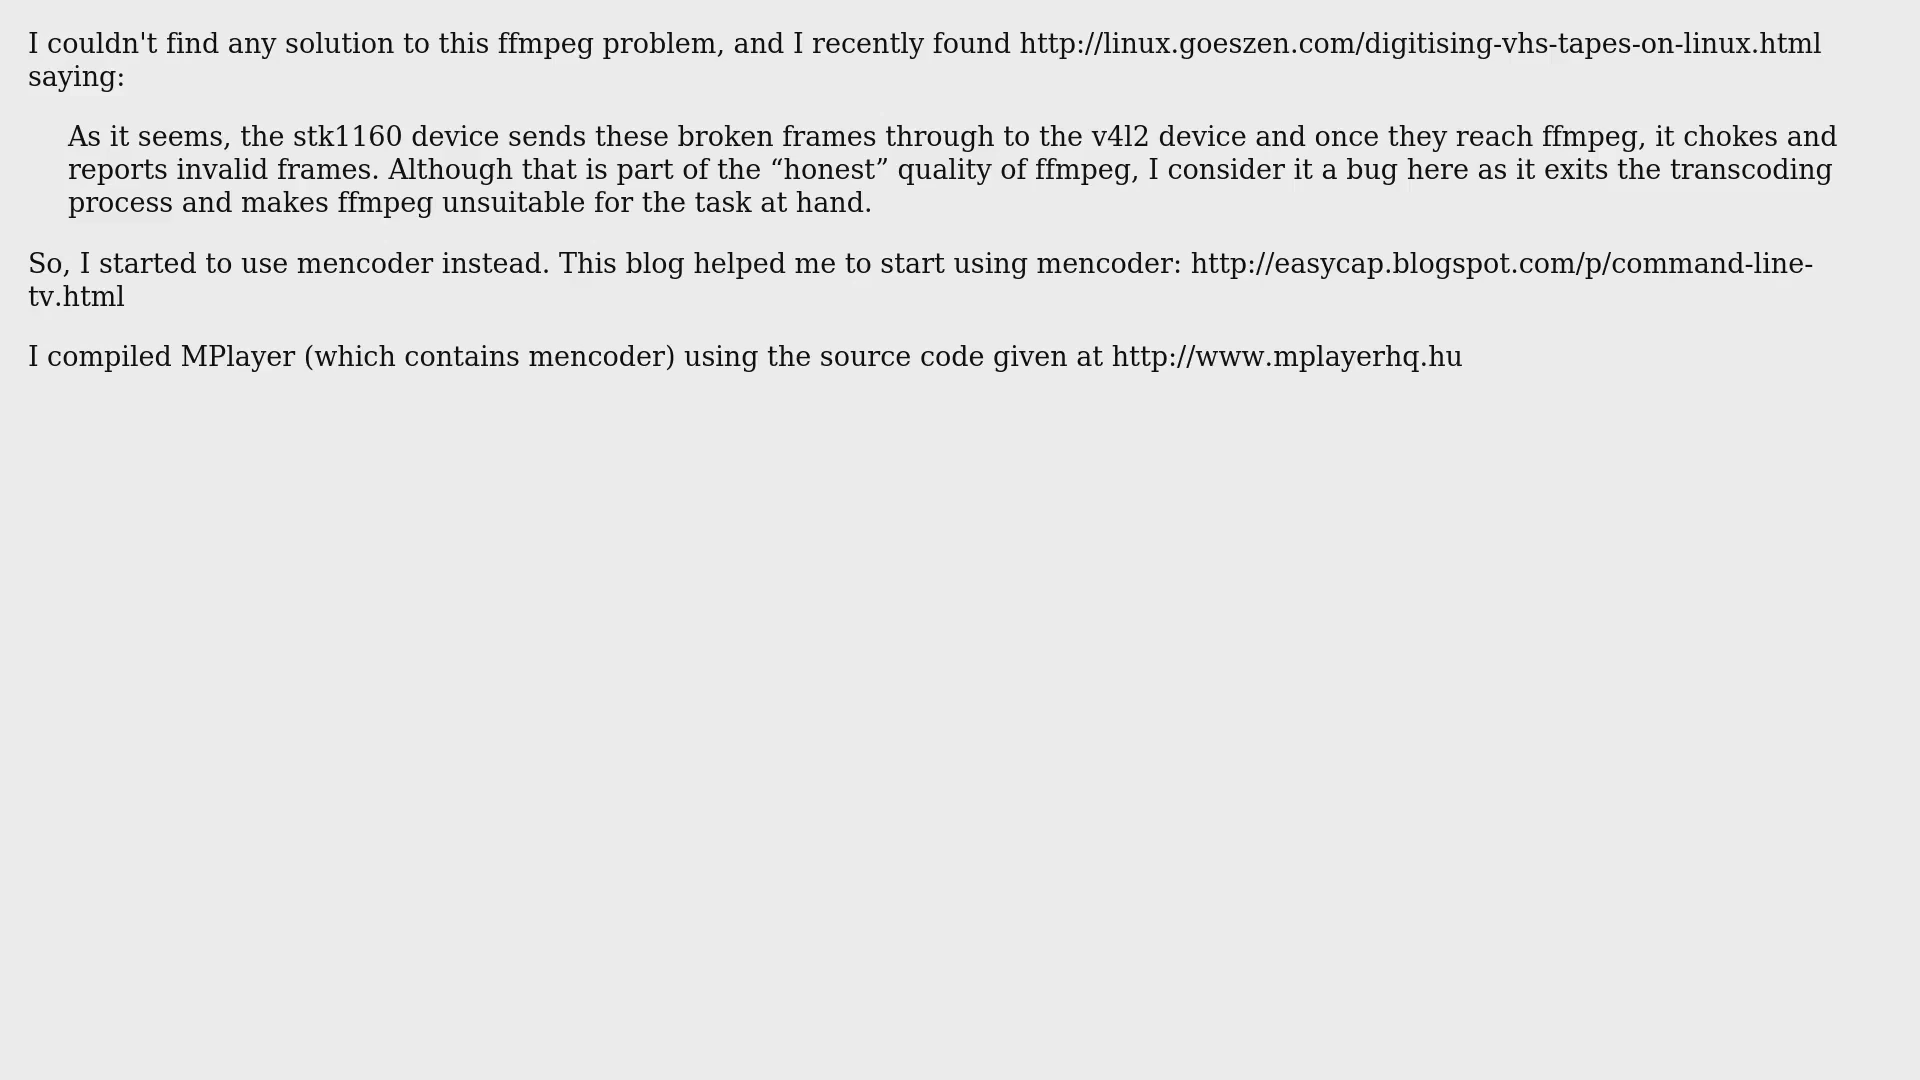 I couldn't find any solution to this ffmpeg problem, and I recently found http://linux.goeszen.com/digitising-vhs-tapes-on-linux.html
saying:
As it seems, the stk1160 device sends these broken frames through to the v4l2 device and once they reach ffmpeg, it chokes and
reports invalid frames. Although that is part of the “honest” quality of ffmpeg, I consider it a bug here as it exits the transcoding
process and makes ffmpeg unsuitable for the task at hand.
So, I started to use mencoder instead. This blog helped me to start using mencoder: http://easycap.blogspot.com/p/command-line-
tv.html
I compiled MPlayer (which contains mencoder) using the source code given at http://www.mplayerhq.hu